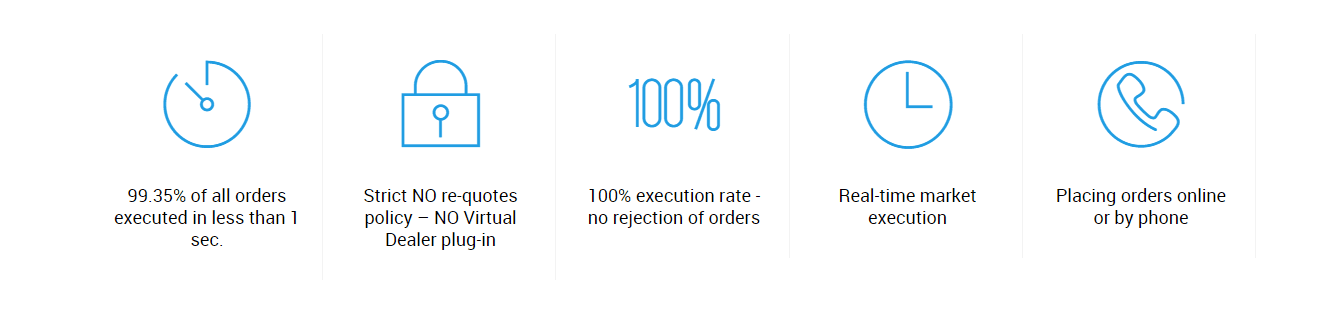 100%
99.35% of all orders
executed in less than 1
sec.
Strict NO re-quotes
policy – NO Virtual
Dealer plug-in
100% execution rate -
no rejection of orders
Real-time market
execution
Placing orders online
or by phone